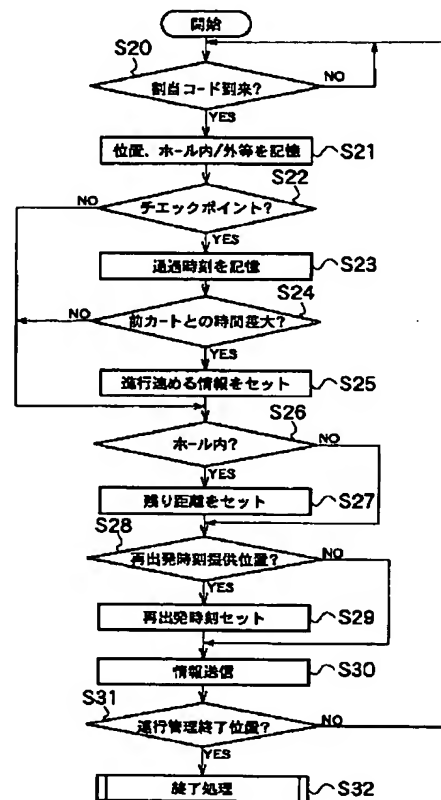 開始
S20
割当コード到来?
NO
YES
位置、ホール内/外等を記憶
S21
S22
NO
チェックポイント?
YES
通過時刻を記憶
S23
S24
NO
前カートとの時間差大?
YES
進行速める情報をセット
S25
S26
ホール内?
NO
YES
残り距離をセット
S27
S28
再出発時刻提供位置?
NO
YES
再出発時刻セット
S29
情報送信
S30
S31
運行管理終了位置?
NO
YES
終了処理
S32